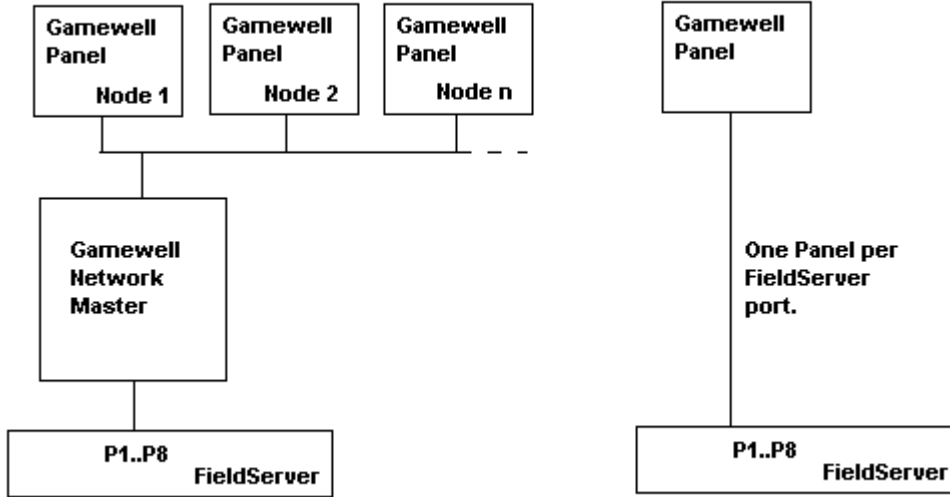 Gamewell
Panel
Node 1
Gamewell
Panel
Node 2
Gamewell
Panel
Node n
Gamewell
Network
Master
P1..P8
FieldServer
Gamewell
Panel
One Panel per
FieldServer
port.
P1..P8
FieldServer